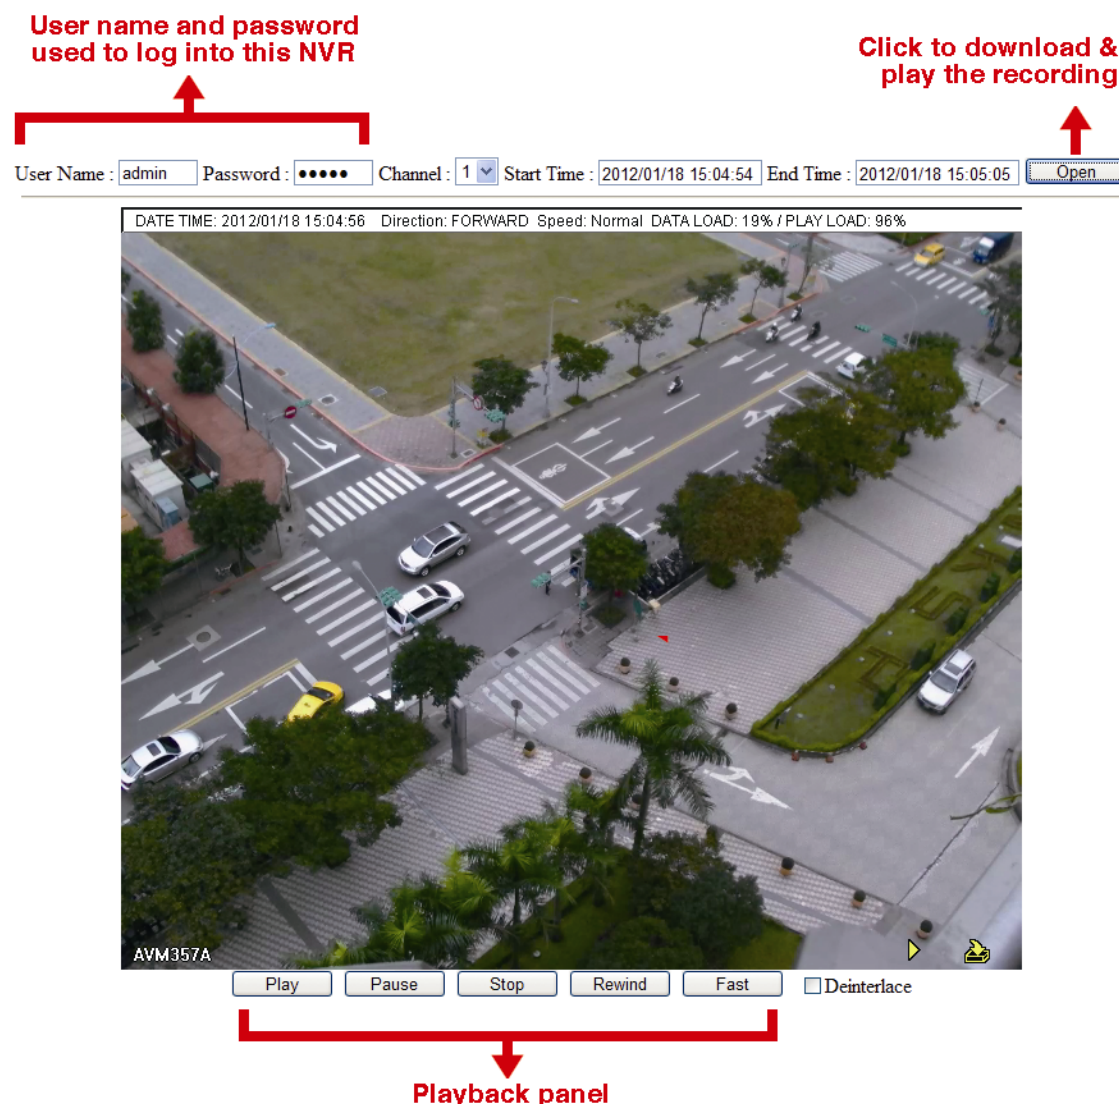 User name and password
used to log into this NVR
Click to download &
play the recording
User Name : admin Password : ●●●●● Channel : 1 Start Time : 2012/01/18 15:04:54 End Time : 2012/01/18 15:05:05 Open
DATE TIME: 2012/01/18 15:04:56 Direction: FORWARD Speed: Normal DATA LOAD: 19% / PLAY LOAD: 96%
AVM357A
Play Pause Stop Rewind Fast Deinterlace
Playback panel